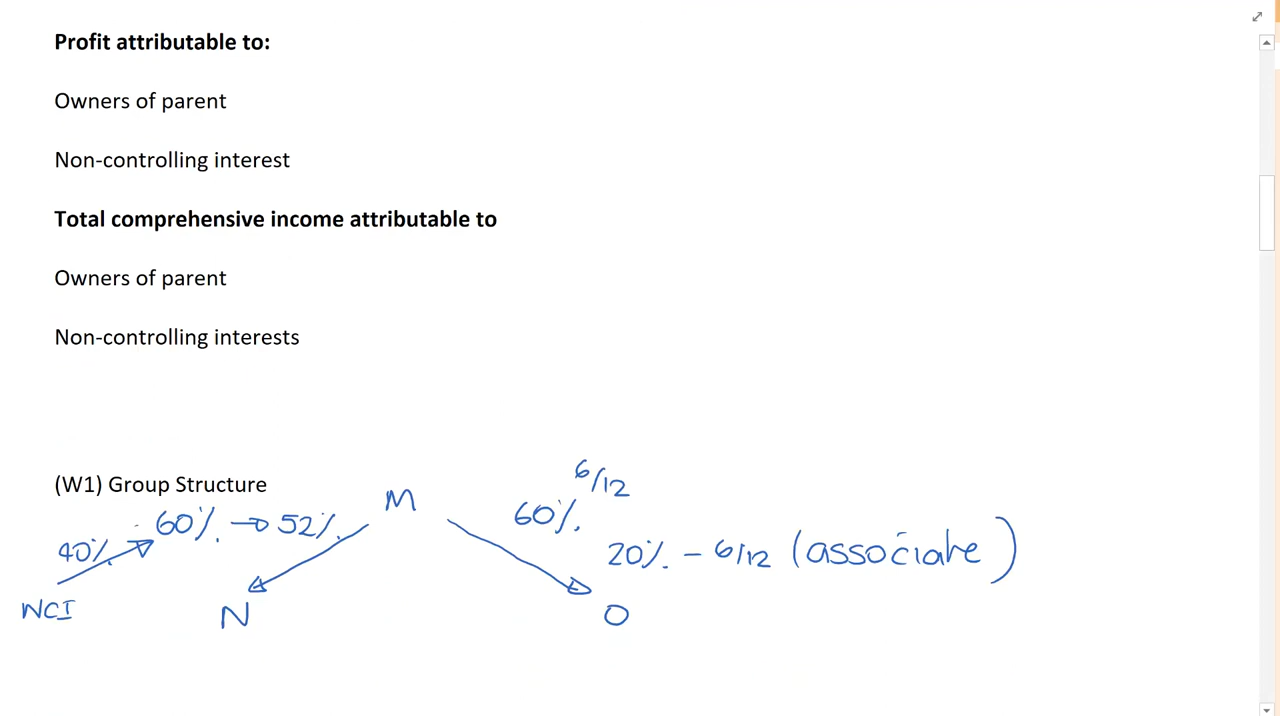 Profit attributable to:
Owners of parent
Non-controlling interest
Total comprehensive income attributable to
Owners of parent
Non-controlling interests
(W1) Group Structure
M
6/12
60% → 52%
60%
40%
20% - 6/12 (associate)
NCI
N
O